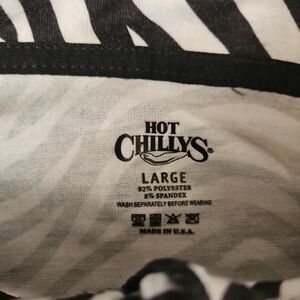 HOT
CHILLYS®
LARGE
92% POLYESTER
8% SPANDEX
WASH SEPARATELY BEFORE WEARING
MADE IN U.S.A.